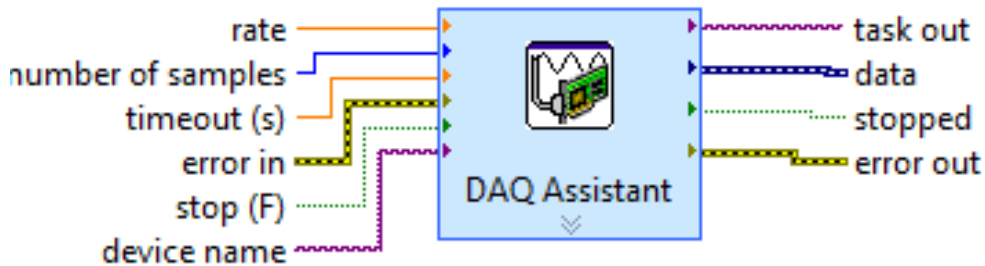 rate
number of samples
timeout (s)
error in
stop (F)
device name
DAQ Assistant
task out
data
stopped
error out